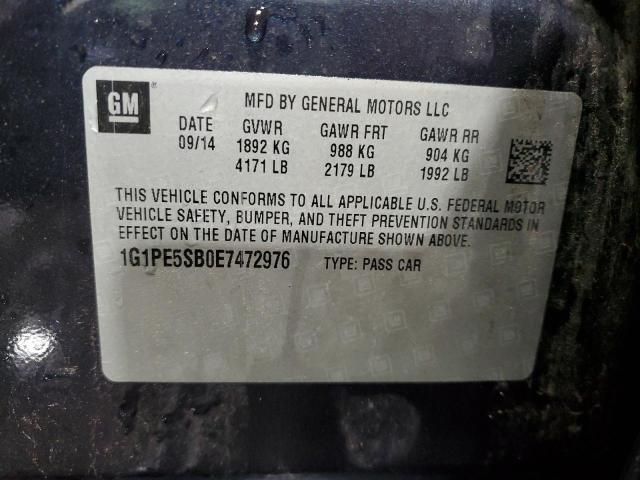 GM
MFD BY GENERAL MOTORS LLC
DATE GVWR GAWR FRT GAWR RR
09/14 1892 KG 988 KG 904 KG
4171 LB 2179 LB 1992 LB
THIS VEHICLE CONFORMS TO ALL APPLICABLE U.S. FEDERAL MOTOR
VEHICLE SAFETY, BUMPER, AND THEFT PREVENTION STANDARDS IN
EFFECT ON THE DATE OF MANUFACTURE SHOWN ABOVE.
1G1PE5SB0E7472976 TYPE: PASS CAR